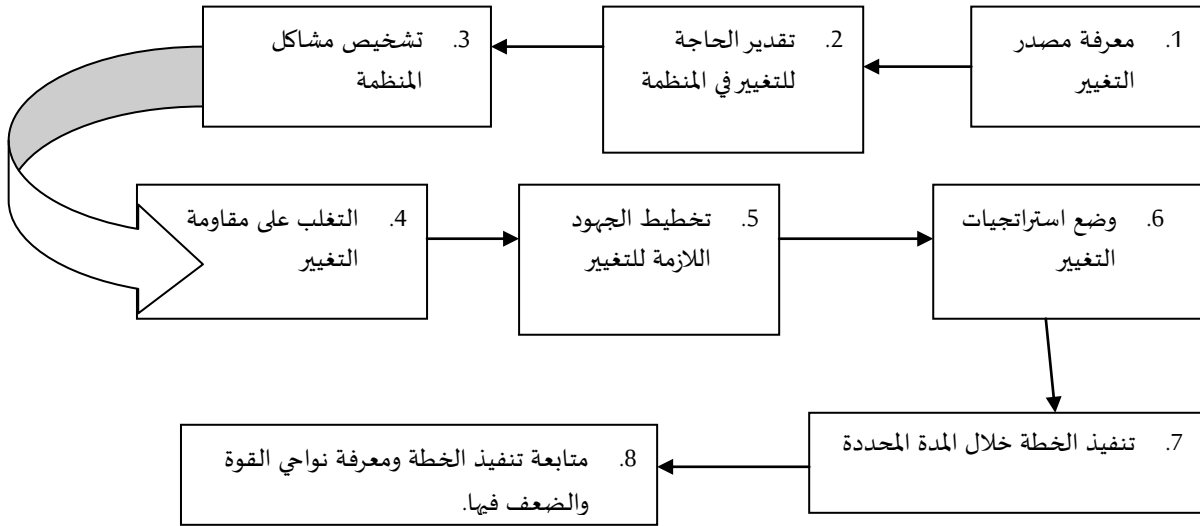 1. معرفة مصدر
التغيير
2. تقدير الحاجة
للتغيير في المنظمة
3. تشخيص مشاكل
المنظمة
4. التغلب على مقاومة
التغيير
5. تخطيط الجهود
اللازمة للتغيير
6. وضع استراتجيات
التغيير
7. تنفيذ الخطة خلال المدة المحددة
8. متابعة تنفيذ الخطة ومعرفة نواحي القوة
والضعف فيها.